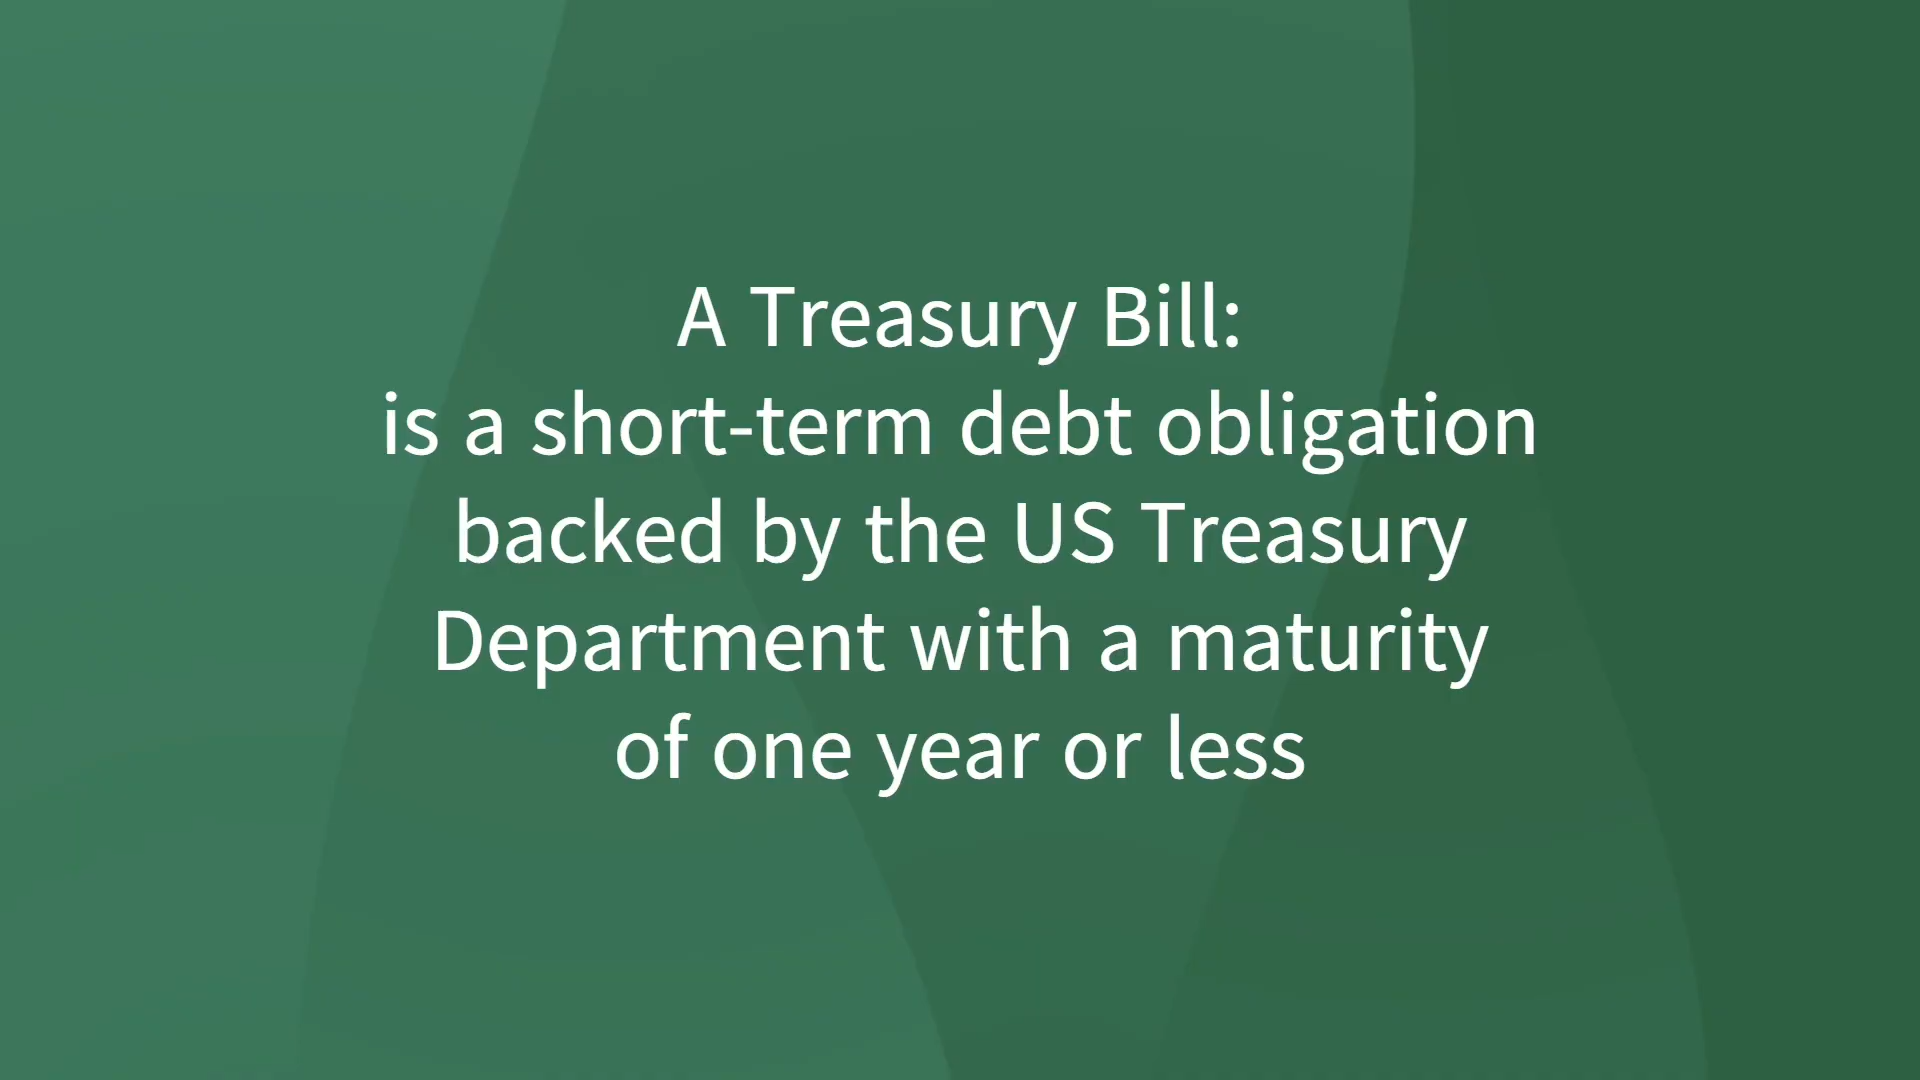 A Treasury Bill:
is a short-term debt obligation
backed by the US Treasury
Department with a maturity
of one year or less